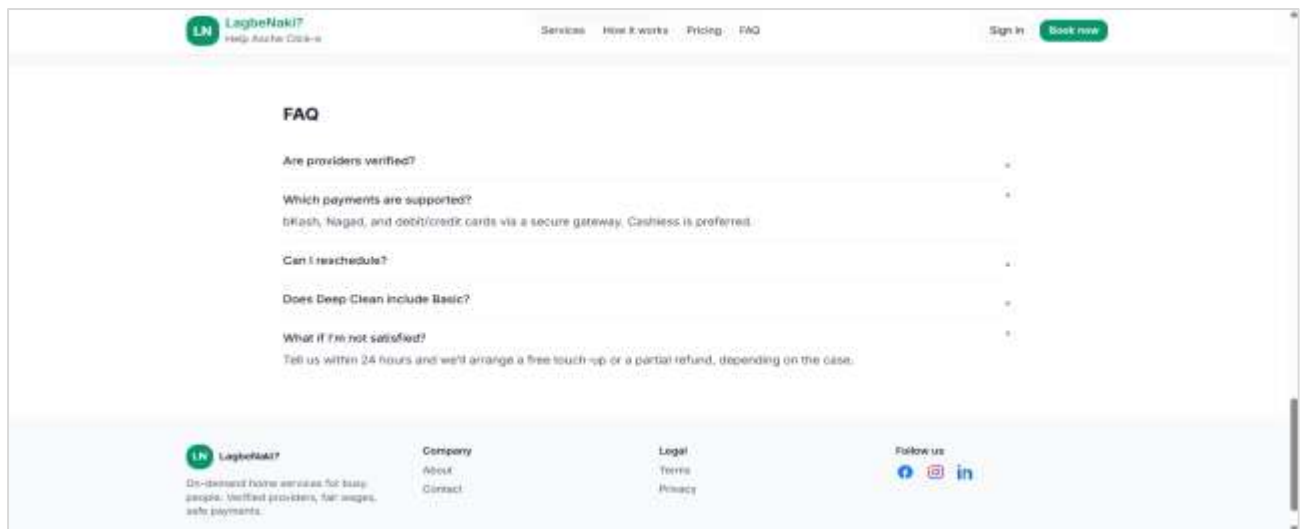 LN
LagbeNaki?
Help Asche Click-e
Services How it works Pricing FAQ
Sign in Book now
FAQ
Are providers verified?
Which payments are supported?
bKash, Nagad, and debit/credit cards via a secure gateway. Cashless is preferred.
Can I reschedule?
Does Deep Clean include Basic?
What if I'm not satisfied?
Tell us within 24 hours and we'll arrange a free touch-up or a partial refund, depending on the case.
LN LagbeNaki?
On-demand home services for busy
people. Verified providers, fair wages,
safe payments.
Company
About
Contact
Legal
Terms
Privacy
Follow us
in